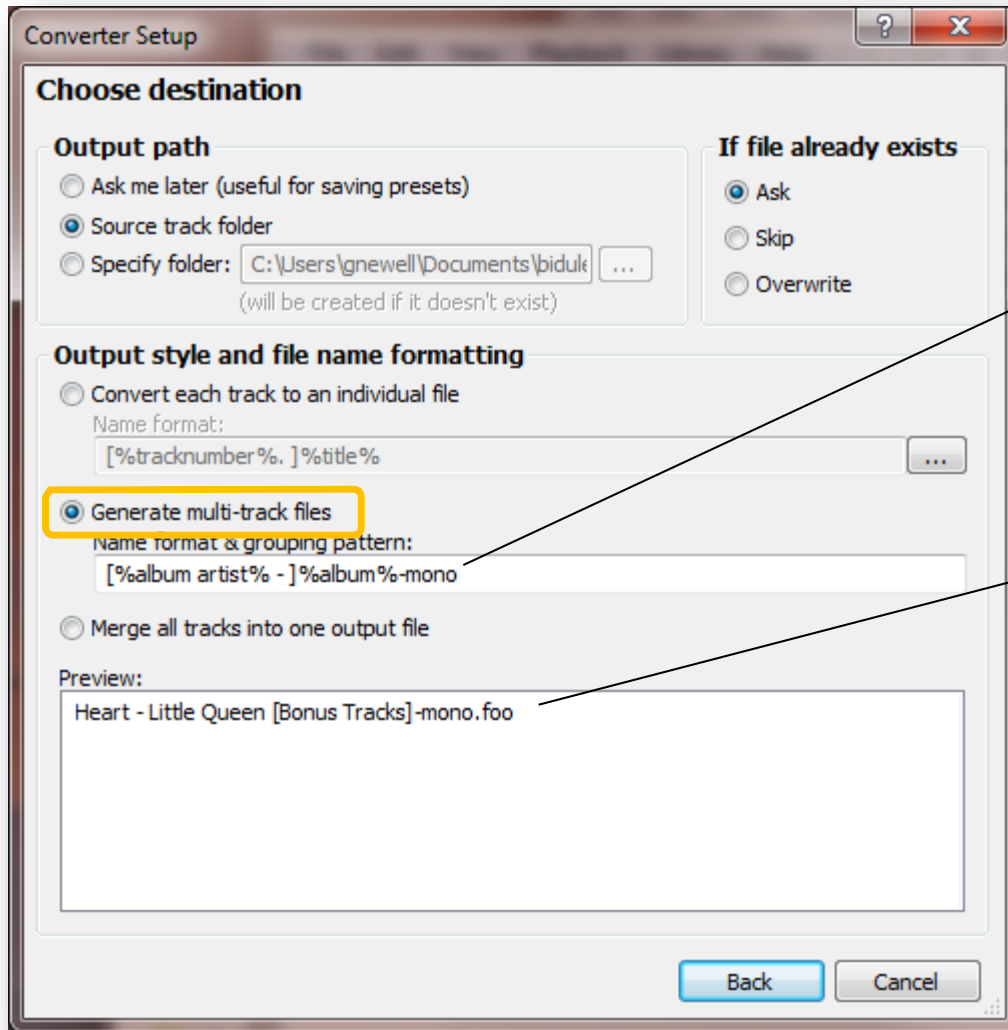 Converter Setup
Choose destination
Output path
Ask me later (useful for saving presets)
Source track folder
Specify folder: C:\Users\gnewell\Documents\bidule ...
(will be created if it doesn't exist)
If file already exists
Ask
Skip
Overwrite
Output style and file name formatting
Convert each track to an individual file
Name format:
[%tracknumber%. ]%title%
...
Generate multi-track files
Name format & grouping pattern:
[%album artist% - ]%album%-mono
Merge all tracks into one output file
Preview:
Heart - Little Queen [Bonus Tracks]-mono.foo
Back
Cancel